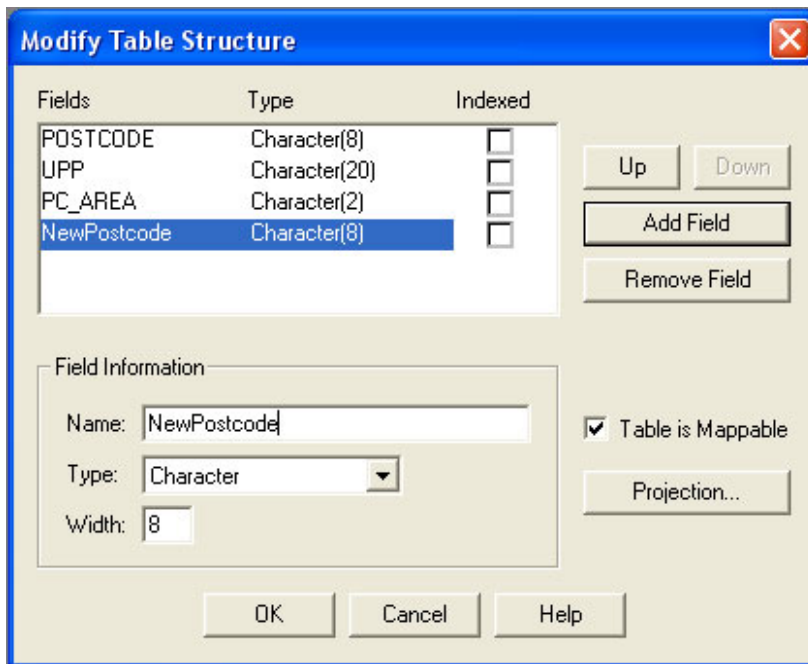 Modify Table Structure
Fields Type Indexed
POSTCODE Character(8)
UPP Character(20)
PC_AREA Character(2)
NewPostcode Character(8)
Up Down
Add Field
Remove Field
Field Information
Name: NewPostcode
Type: Character
Width: 8
Table is Mappable
Projection...
OK Cancel Help